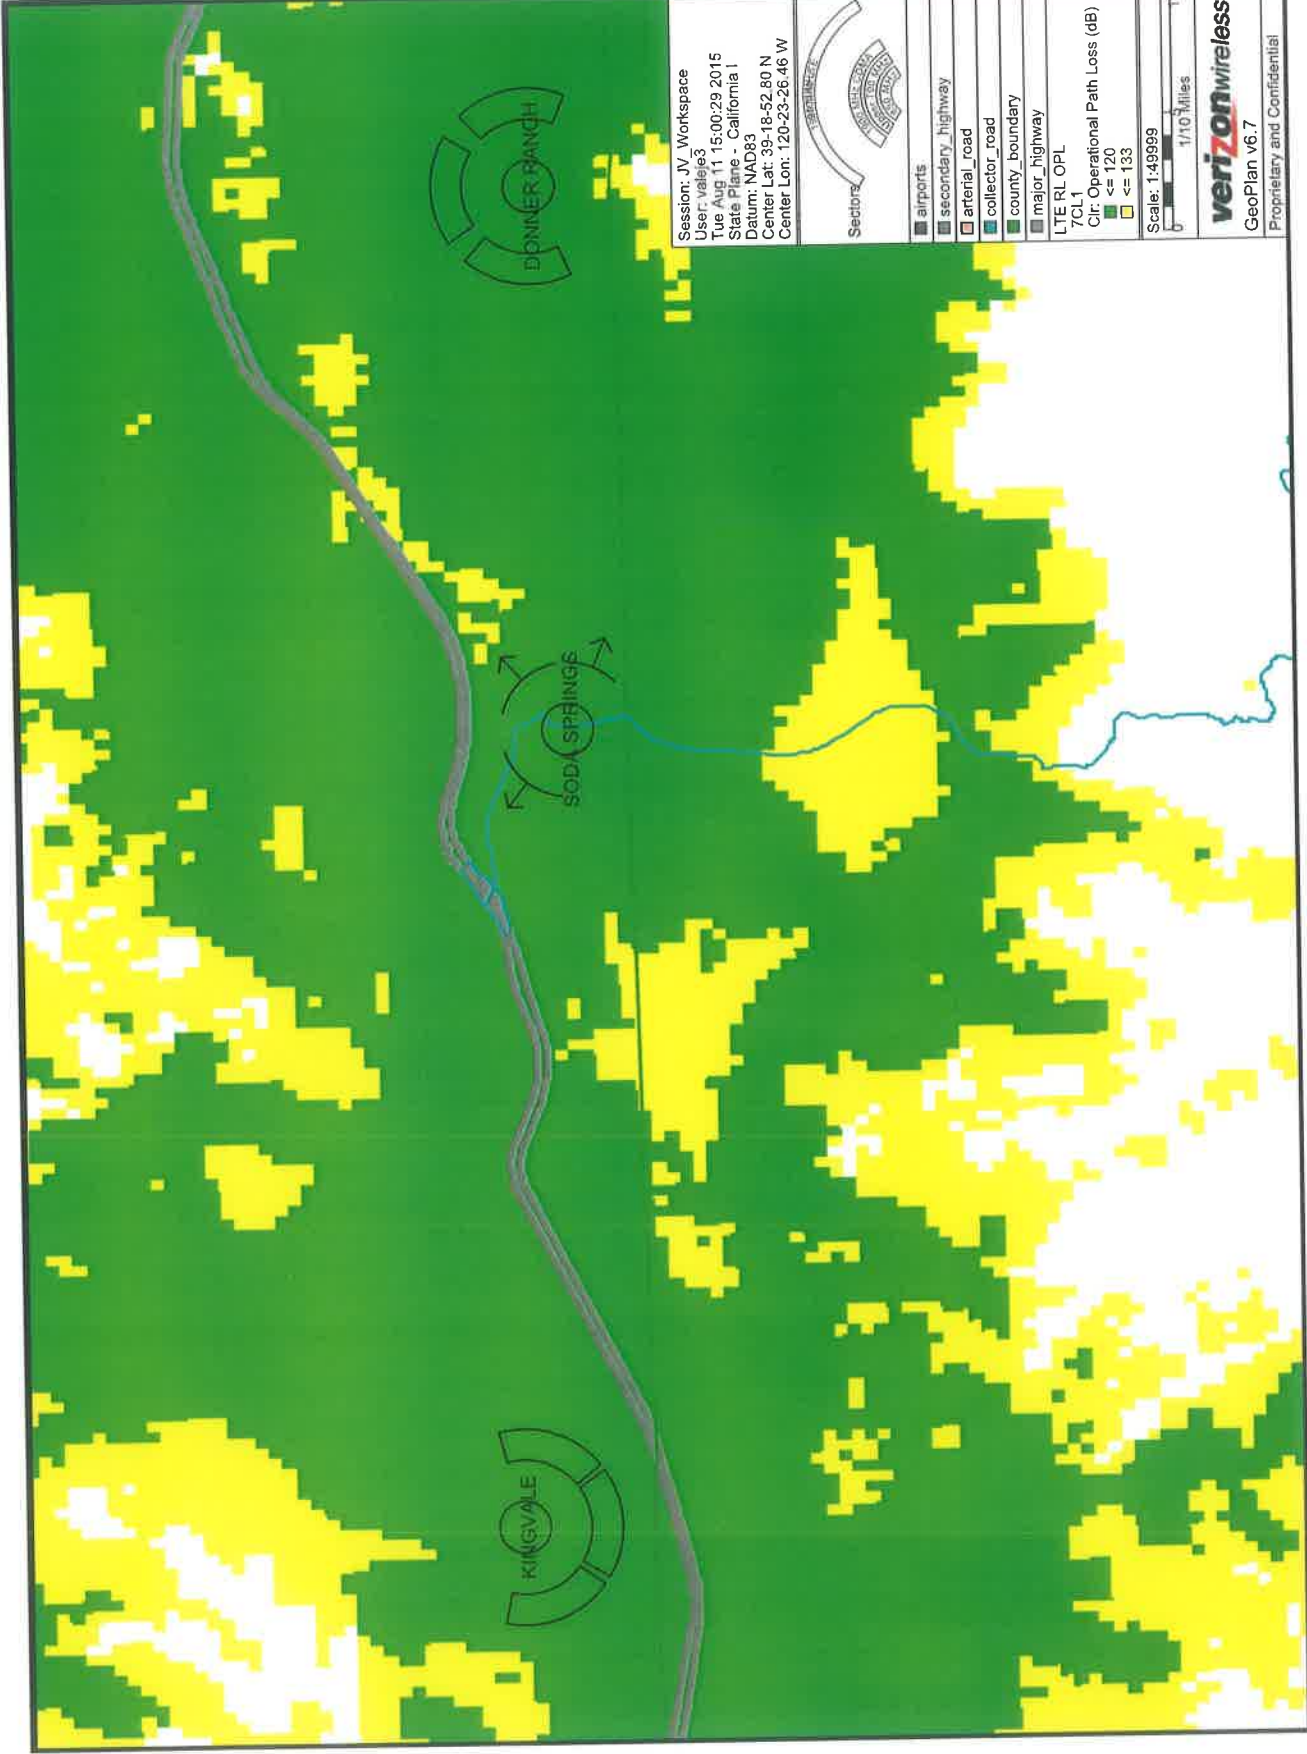 KINGVALE
SODA SPRINGS
DONNER RANCH
Session: JV_Workspace
User: valeje3
Tue Aug 11 15:00:29 2015
State Plane - California I
Datum: NAD83
Center Lat: 39-18-52.80 N
Center Lon: 120-23-26.46 W
Sectors
airports
secondary_highway
arterial_road
collector_road
county_boundary
major_highway
LTE RL OPL
7CL1
Clr: Operational Path Loss (dB)
<= 120
<= 133
Scale: 1:49999
0
1/10 Miles
verizonwireless
GeoPlan v6.7
Proprietary and Confidential